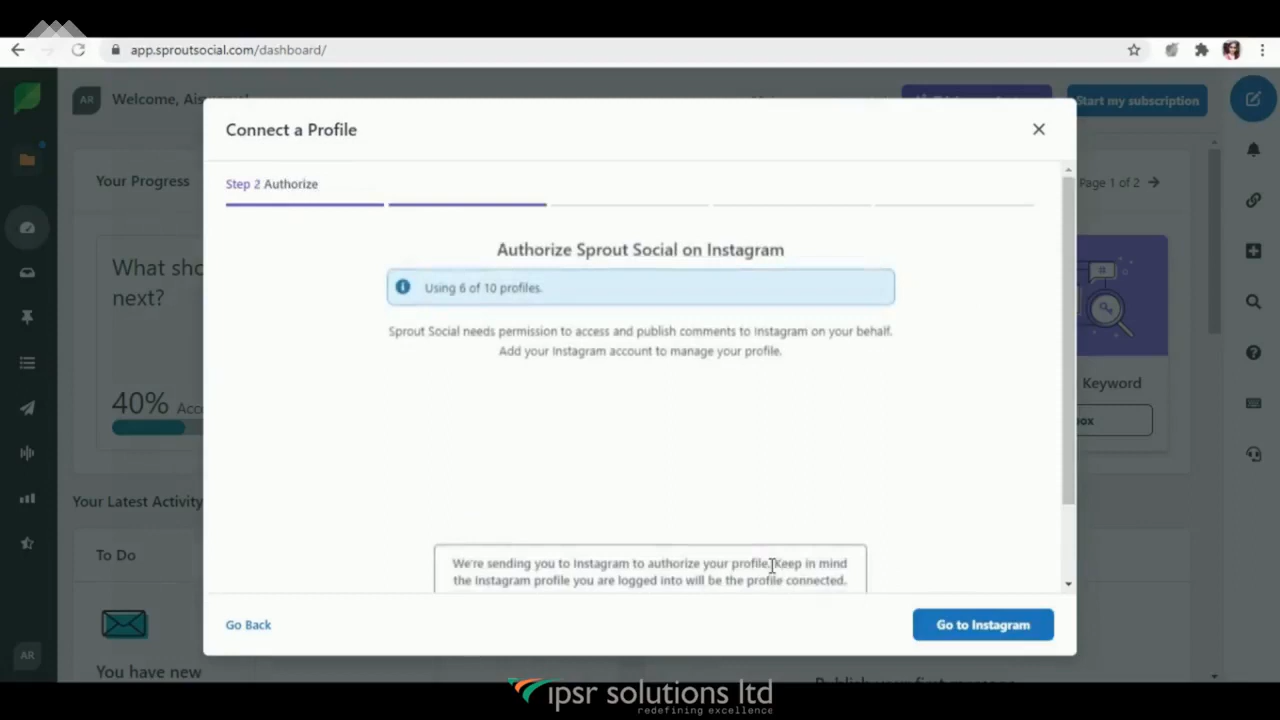 app.sproutsocial.com/dashboard/
AR
Welcome,
Start my subscription
Connect a Profile
Your Progress
Step 2 Authorize
Page 1 of 2
Authorize Sprout Social on Instagram
Using 6 of 10 profiles.
What sho
next?
Sprout Social needs permission to access and publish comments to Instagram on your behalf.
Add your Instagram account to manage your profile.
Keyword
40%
Your Latest Activity
To Do
We're sending you to Instagram to authorize your profile. Keep in mind
the Instagram profile you are logged into will be the profile connected.
Go Back
Go to Instagram
AR
You have new
ipsr solutions ltd
redefining excellence